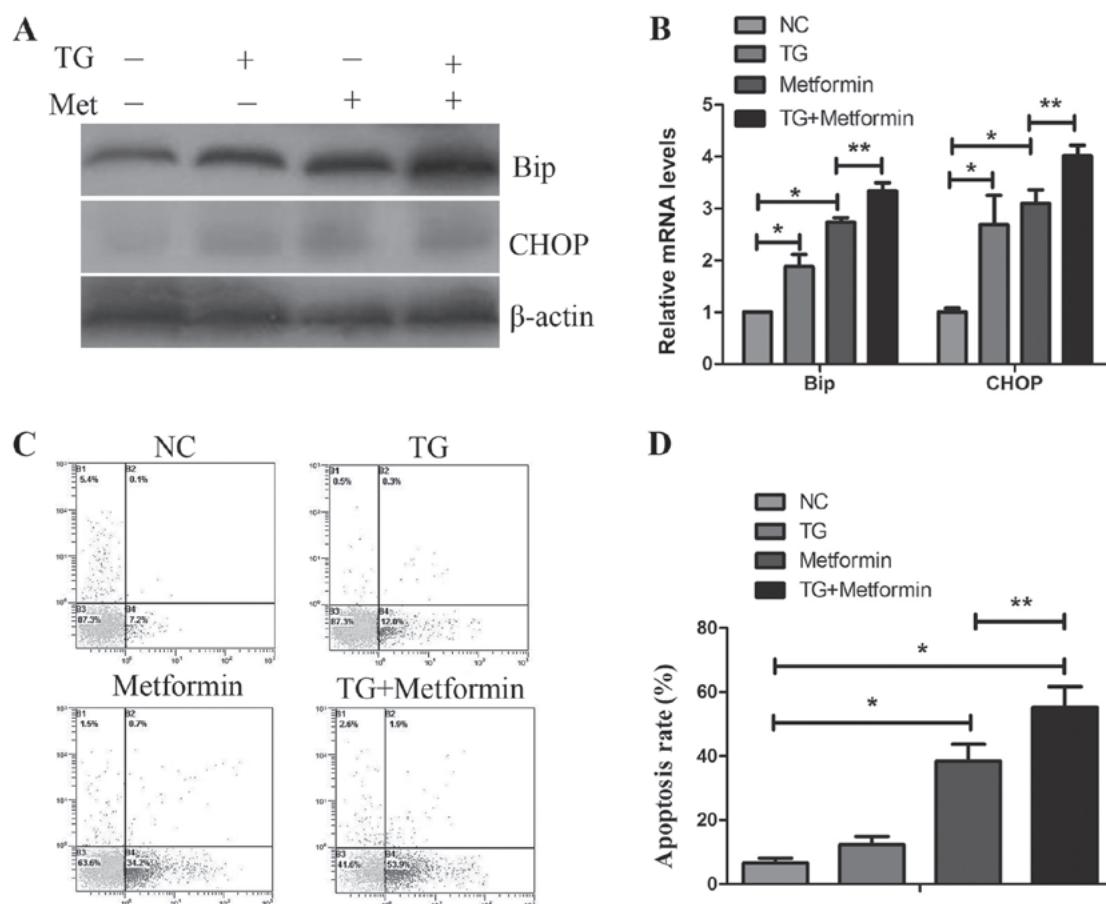 A
TG − + − +
Met − − + +
Bip
CHOP
β-actin
B
NC
TG
Metformin
TG+Metformin
Relative mRNA levels
5
4
3
2
1
0
* * ** * * **
Bip CHOP
C
NC TG
B1 B2
5.4% 0.1%
B3 B4
87.3% 7.2%
B1 B2
0.5% 0.3%
B3 B4
87.3% 12.0%
Metformin TG+Metformin
B1 B2
1.5% 0.7%
B3 B4
63.6% 34.2%
B1 B2
2.6% 1.9%
B3 B4
41.6% 53.9%
D
NC
TG
Metformin
TG+Metformin
Apoptosis rate (%)
80
60
40
20
0
* * **